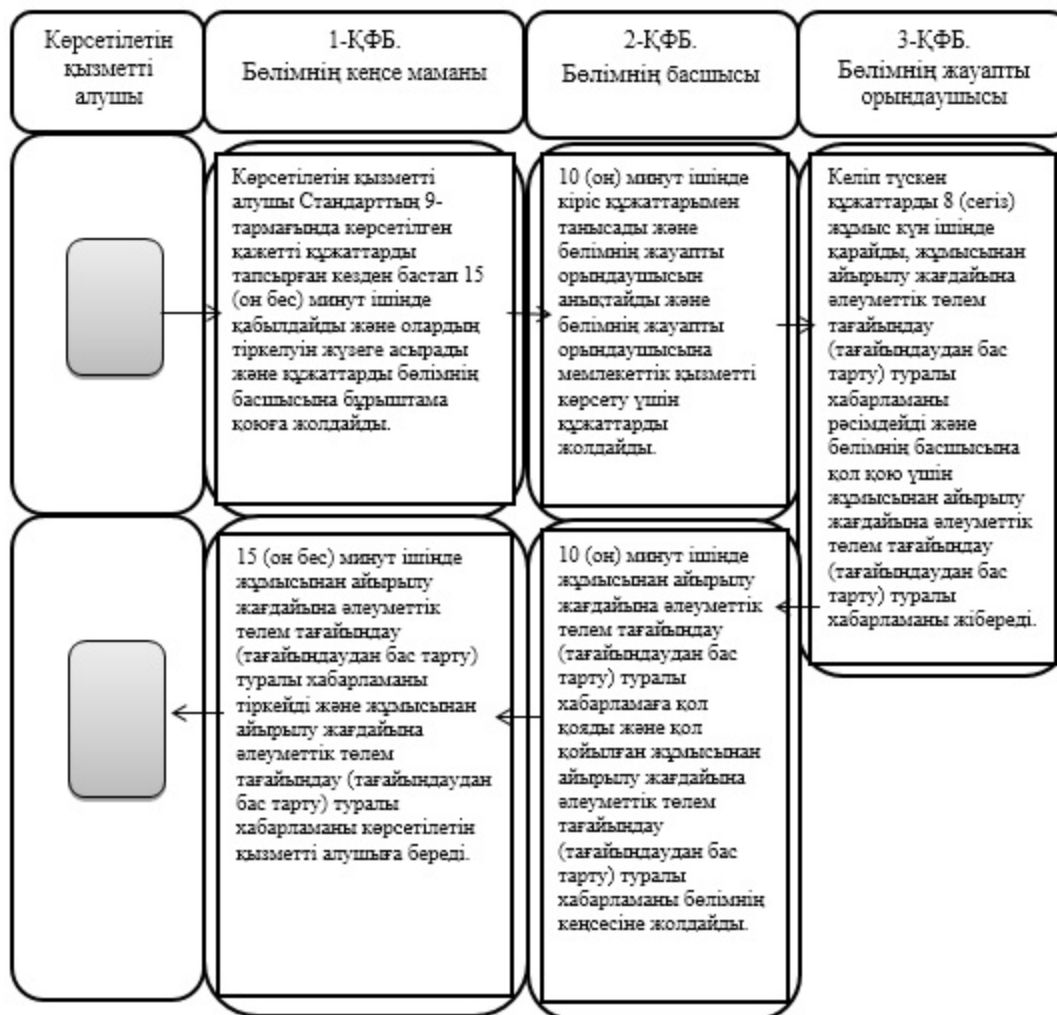 Көрсетілетін
қызметті
алушы
1-ҚФБ.
Бөлімнің кеңсе маманы
2-ҚФБ.
Бөлімнің басшысы
3-ҚФБ.
Бөлімнің жауапты
орындаушысы
Көрсетілетін қызметті
алушы Стандарттың 9-
тармағында көрсетілген
қажетті құжаттарды
тапсырған кезден бастап 15
(он бес) минут ішінде
қабылдайды және олардың
тіркелуін жүзеге асырады
және құжаттарды бөлімнің
басшысына бұрыштама
қоюға жолдайды.
10 (он) минут ішінде
кіріс құжаттарымен
танысады және
бөлімнің жауапты
орындаушысын
анықтайды және
бөлімнің жауапты
орындаушысына
мемлекеттік қызметті
көрсету үшін
құжаттарды
жолдайды.
Келіп түскен
құжаттарды 8 (сегіз)
жұмыс күн ішінде
қарайды, жұмысынан
айырылу жағдайына
әлеуметтік төлем
тағайындау
(тағайындаудан бас
тарту) туралы
хабарламаны
рәсімдейді және
бөлімнің басшысына
қол қою үшін
жұмысынан айырылу
жағдайына әлеуметтік
төлем тағайындау
(тағайындаудан бас
тарту) туралы
хабарламаны жібереді.
15 (он бес) минут ішінде
жұмысынан айырылу
жағдайына әлеуметтік
төлем тағайындау
(тағайындаудан бас тарту)
туралы хабарламаны
тіркейді және жұмысынан
айырылу жағдайына
әлеуметтік төлем
тағайындау (тағайындаудан
бас тарту) туралы
хабарламаны көрсетілетін
қызметті алушыға береді.
10 (он) минут ішінде
жұмысынан айырылу
жағдайына әлеуметтік
төлем тағайындау
(тағайындаудан бас
тарту) туралы
хабарламаға қол
қояды және қол
қойылған жұмысынан
айырылу жағдайына
әлеуметтік төлем
тағайындау
(тағайындаудан бас
тарту) туралы
хабарламаны бөлімнің
кеңсесіне жолдайды.